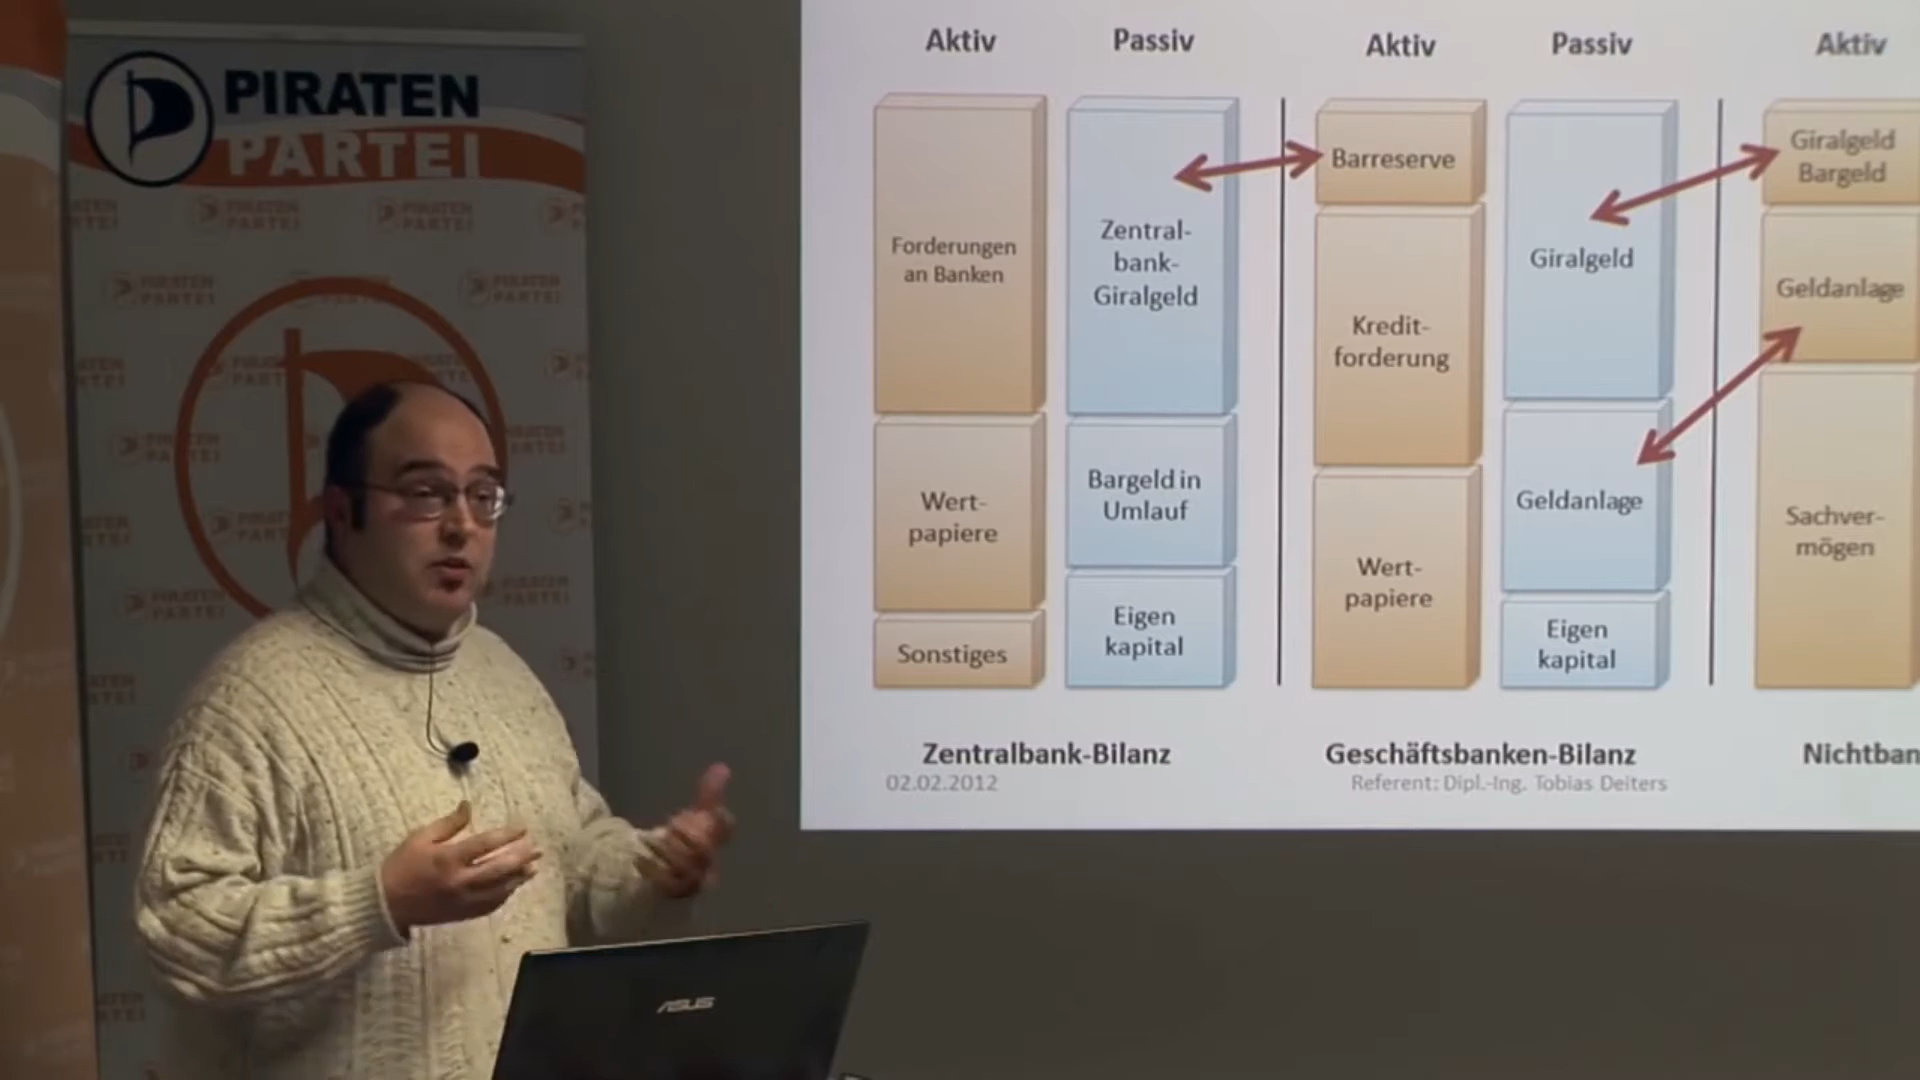 PIRATEN
PARTEI
Aktiv
Passiv
Forderungen
an Banken
Wert-
papiere
Sonstiges
Zentral-
bank-
Giralgeld
Bargeld in
Umlauf
Eigen
kapital
Zentralbank-Bilanz
02.02.2012
Aktiv
Passiv
Barreserve
Kredit-
forderung
Wert-
papiere
Giralgeld
Geldanlage
Eigen
kapital
Geschäftsbanken-Bilanz
Referent: Dipl.-Ing. Tobias Deiters
Aktiv
Giralgeld
Bargeld
Geldanlage
Sachver-
mögen
Nichtban
ASUS